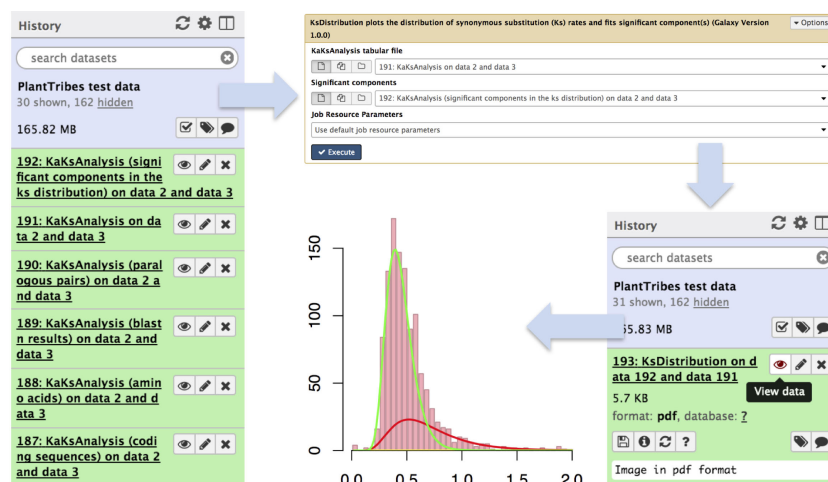 History
search datasets
PlantTribes test data
30 shown, 162 hidden
165.82 MB
192: KaKsAnalysis (signi
ficant components in the
ks distribution) on data 2 and data 3
191: KaKsAnalysis on da
ta 2 and data 3
190: KaKsAnalysis (paral
ogous pairs) on data 2 a
nd data 3
189: KaKsAnalysis (blast
n results) on data 2 and
data 3
188: KaKsAnalysis (amin
o acids) on data 2 and d
ata 3
187: KaKsAnalysis (codi
ng sequences) on data 2
and data 3
KsDistribution plots the distribution of synonymous substitution (Ks) rates and fits significant component(s) (Galaxy Version
1.0.0)
Options
KaKsAnalysis tabular file
191: KaKsAnalysis on data 2 and data 3
Significant components
192: KaKsAnalysis (significant components in the ks distribution) on data 2 and data 3
Job Resource Parameters
Use default job resource parameters
Execute
150
100
50
0
0.0 0.5 1.0 1.5 2.0
History
search datasets
PlantTribes test data
31 shown, 162 hidden
65.83 MB
193: KsDistribution on d
ata 192 and data 191
View data
5.7 KB
format: pdf, database: ?
Image in pdf format